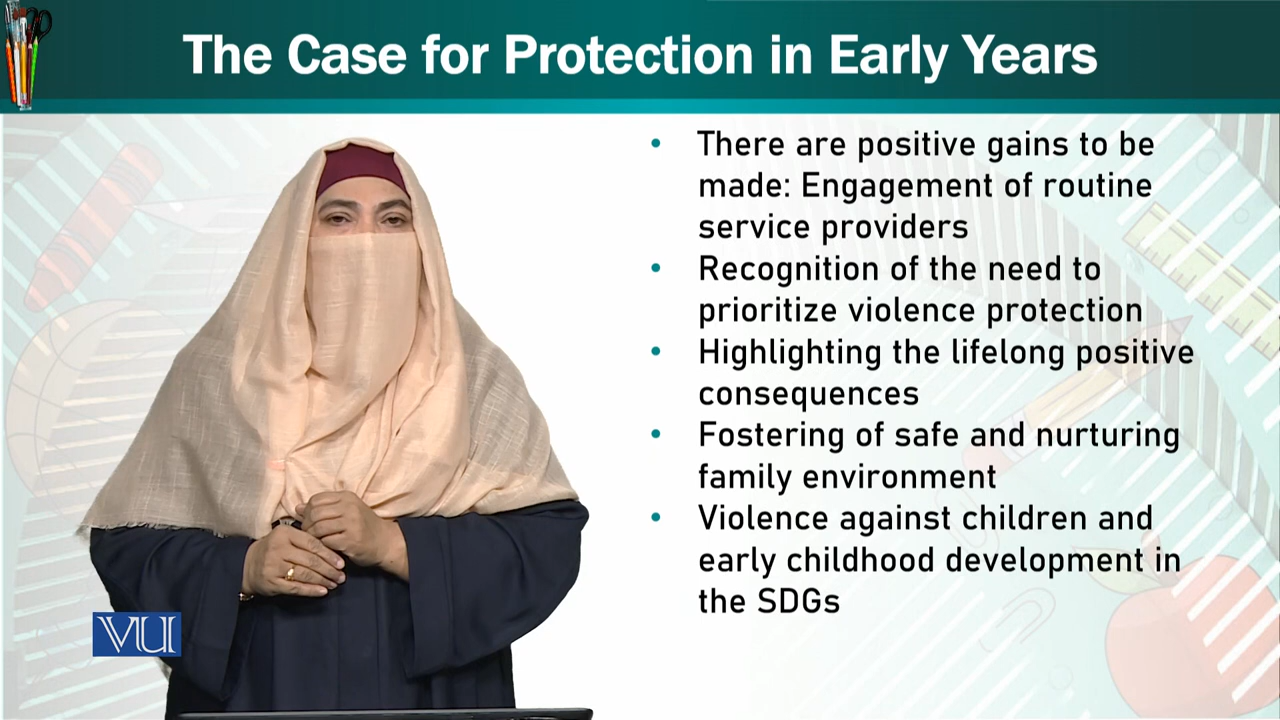 The Case for Protection in Early Years
• There are positive gains to be
made: Engagement of routine
service providers
• Recognition of the need to
prioritize violence protection
• Highlighting the lifelong positive
consequences
• Fostering of safe and nurturing
family environment
• Violence against children and
early childhood development in
the SDGs
VU